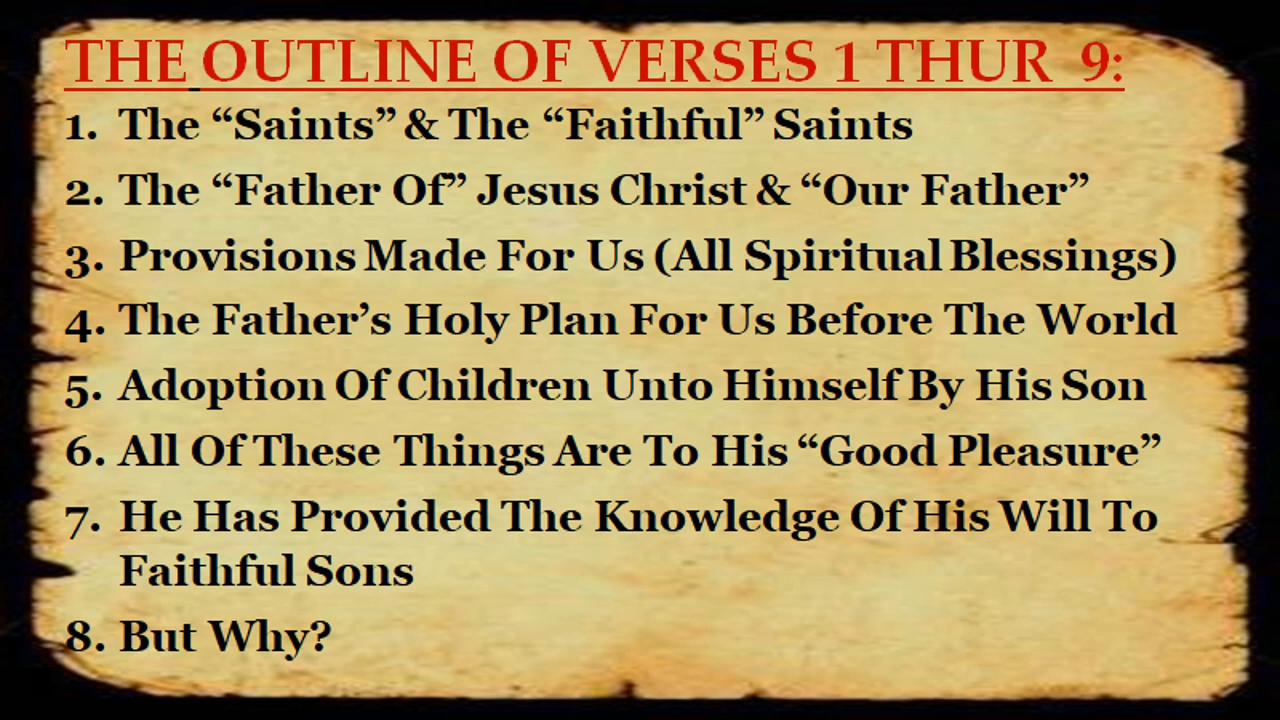 THE OUTLINE OF VERSES 1 THUR 9:
1. The “Saints” & The “Faithful” Saints
2. The “Father Of” Jesus Christ & “Our Father”
3. Provisions Made For Us (All Spiritual Blessings)
4. The Father’s Holy Plan For Us Before The World
5. Adoption Of Children Unto Himself By His Son
6. All Of These Things Are To His “Good Pleasure”
7. He Has Provided The Knowledge Of His Will To
Faithful Sons
8. But Why?